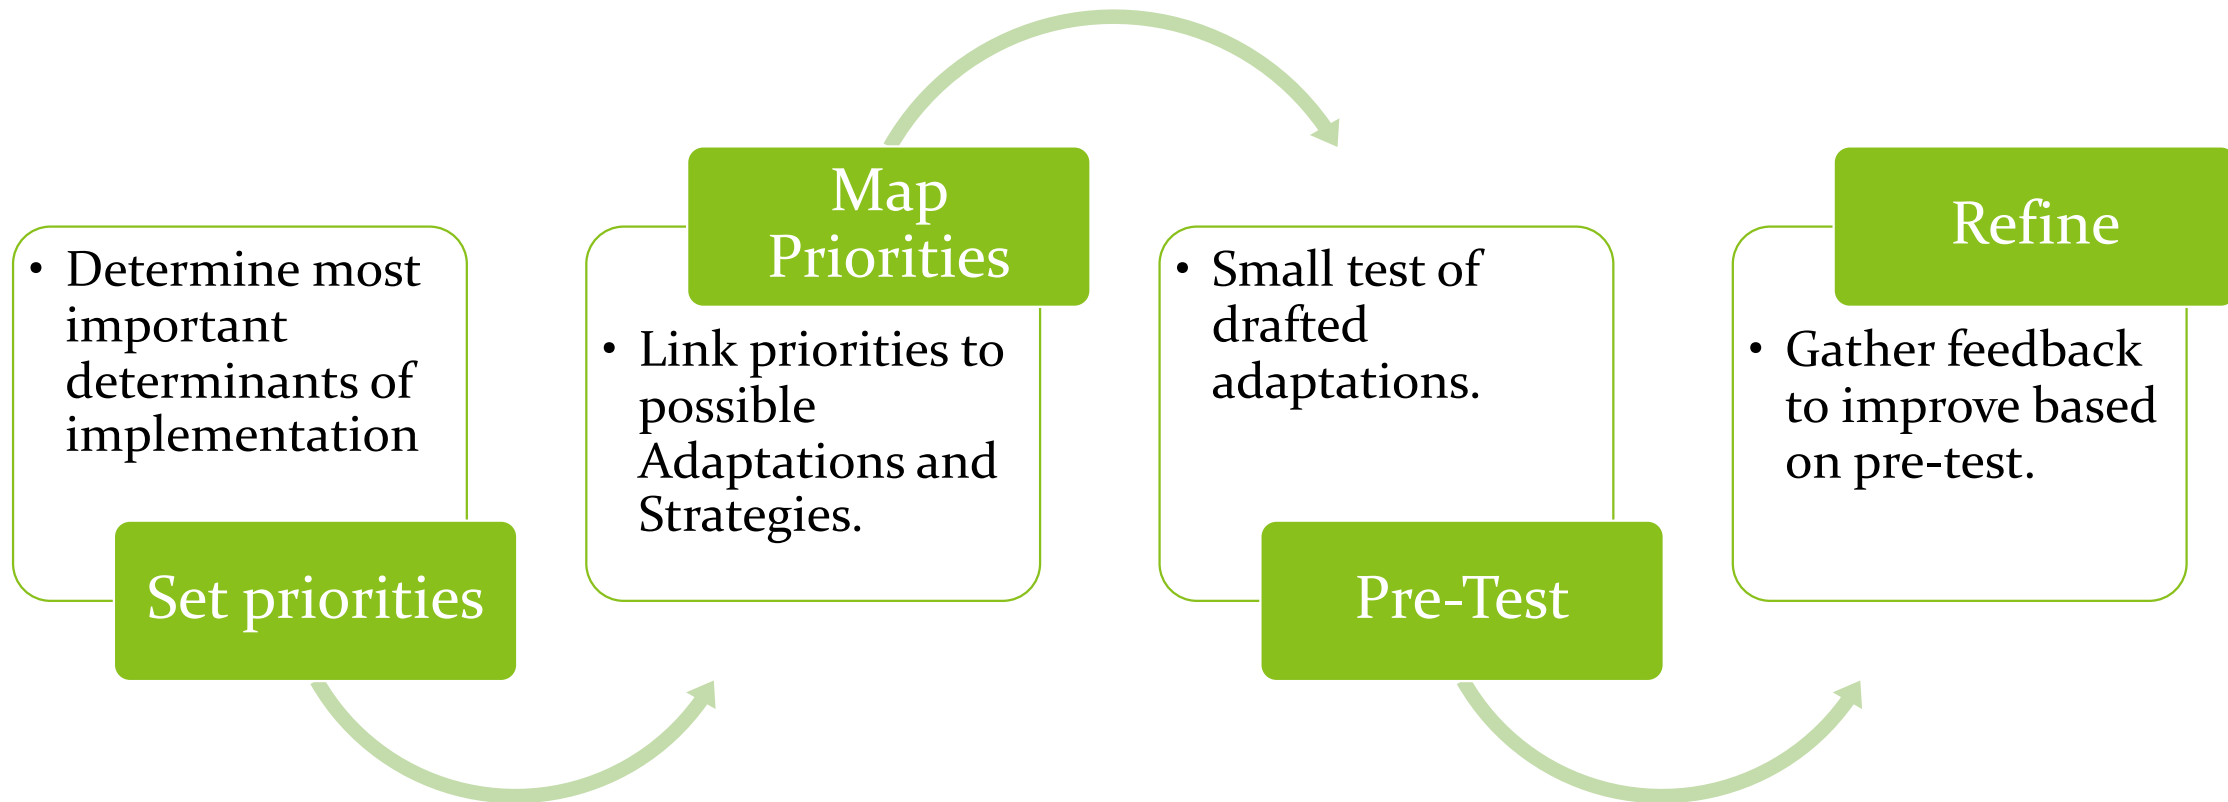 • Determine most
important
determinants of
implementation
Set priorities
Map
Priorities
• Link priorities to
possible
Adaptations and
Strategies.
• Small test of
drafted
adaptations.
Pre-Test
Refine
• Gather feedback
to improve based
on pre-test.